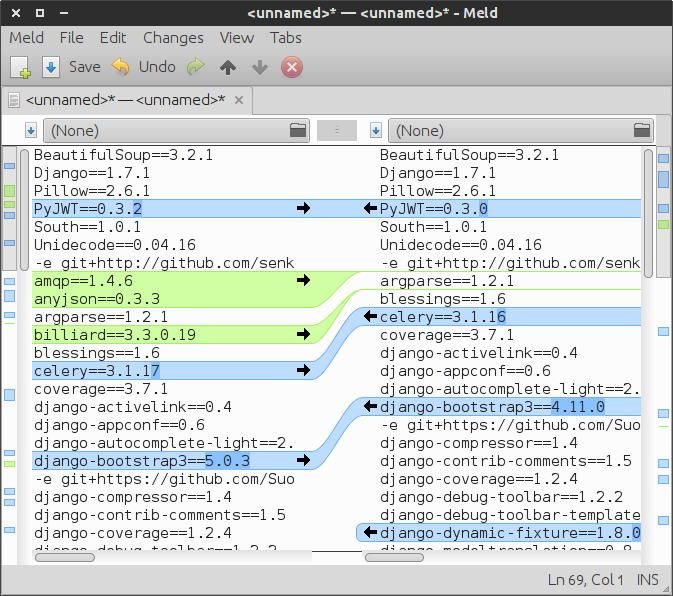 <unnamed>* — <unnamed>* - Meld
Meld File Edit Changes View Tabs
Save Undo
<unnamed>* — <unnamed>* ×
(None)
(None)
BeautifulSoup==3.2.1
Django==1.7.1
Pillow==2.6.1
PyJWT==0.3.2
South==1.0.1
Unidecode==0.04.16
-e git+http://github.com/senk
amqp==1.4.6
anyjson==0.3.3
argparse==1.2.1
billiard==3.3.0.19
blessings==1.6
celery==3.1.17
coverage==3.7.1
django-activelink==0.4
django-appconf==0.6
django-autocomplete-light==2.
django-bootstrap3==5.0.3
-e git+https://github.com/Suo
django-compressor==1.4
django-contrib-comments==1.5
django-coverage==1.2.4
django-debug-toolbar==1.2.2
BeautifulSoup==3.2.1
Django==1.7.1
Pillow==2.6.1
PyJWT==0.3.0
South==1.0.1
Unidecode==0.04.16
-e git+http://github.com/senk
argparse==1.2.1
blessings==1.6
celery==3.1.16
coverage==3.7.1
django-activelink==0.4
django-appconf==0.6
django-autocomplete-light==2.
django-bootstrap3==4.11.0
-e git+https://github.com/Suo
django-compressor==1.4
django-contrib-comments==1.5
django-coverage==1.2.4
django-debug-toolbar==1.2.2
django-debug-toolbar-template
django-dynamic-fixture==1.8.0
django-modeltranslation==0.8
Ln 69, Col 1 INS